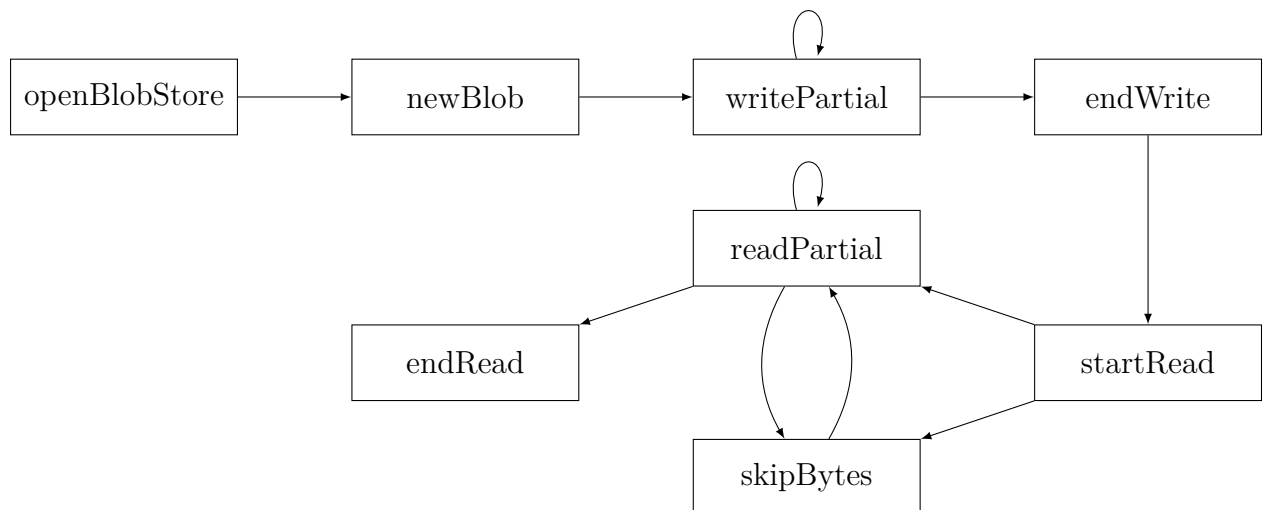 openBlobStore
newBlob
writePartial
endWrite
readPartial
endRead
startRead
skipBytes